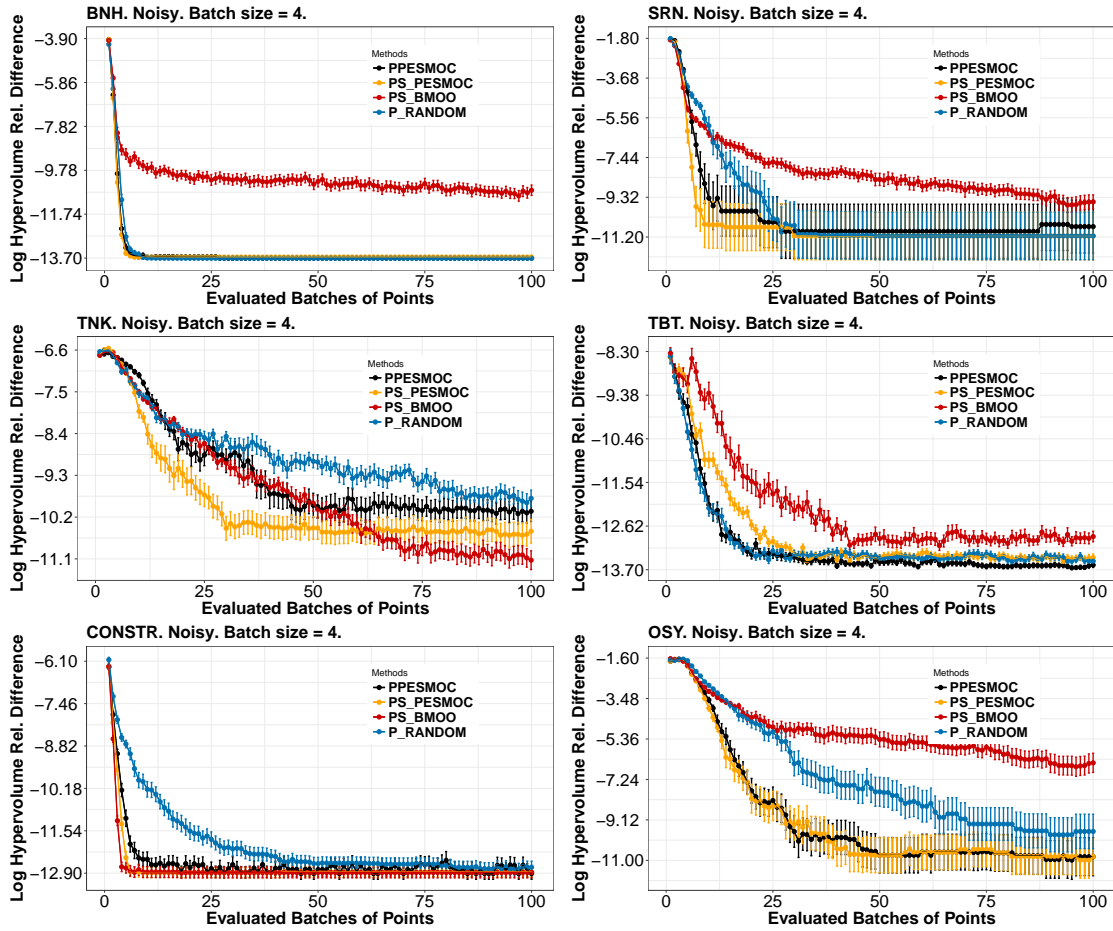 BNH. Noisy. Batch size = 4.
Log Hypervolume Rel. Difference
−3.90
−5.86
−7.82
−9.78
−11.74
−13.70
Methods
PPESMOC
PS_PESMOC
PS_BMOO
P_RANDOM
0 25 50 75 100
Evaluated Batches of Points
SRN. Noisy. Batch size = 4.
Log Hypervolume Rel. Difference
−1.80
−3.68
−5.56
−7.44
−9.32
−11.20
Methods
PPESMOC
PS_PESMOC
PS_BMOO
P_RANDOM
0 25 50 75 100
Evaluated Batches of Points
TNK. Noisy. Batch size = 4.
Log Hypervolume Rel. Difference
−6.6
−7.5
−8.4
−9.3
−10.2
−11.1
Methods
PPESMOC
PS_PESMOC
PS_BMOO
P_RANDOM
0 25 50 75 100
Evaluated Batches of Points
TBT. Noisy. Batch size = 4.
Log Hypervolume Rel. Difference
−8.30
−9.38
−10.46
−11.54
−12.62
−13.70
Methods
PPESMOC
PS_PESMOC
PS_BMOO
P_RANDOM
0 25 50 75 100
Evaluated Batches of Points
CONSTR. Noisy. Batch size = 4.
Log Hypervolume Rel. Difference
−6.10
−7.46
−8.82
−10.18
−11.54
−12.90
Methods
PPESMOC
PS_PESMOC
PS_BMOO
P_RANDOM
0 25 50 75 100
Evaluated Batches of Points
OSY. Noisy. Batch size = 4.
Log Hypervolume Rel. Difference
−1.60
−3.48
−5.36
−7.24
−9.12
−11.00
Methods
PPESMOC
PS_PESMOC
PS_BMOO
P_RANDOM
0 25 50 75 100
Evaluated Batches of Points